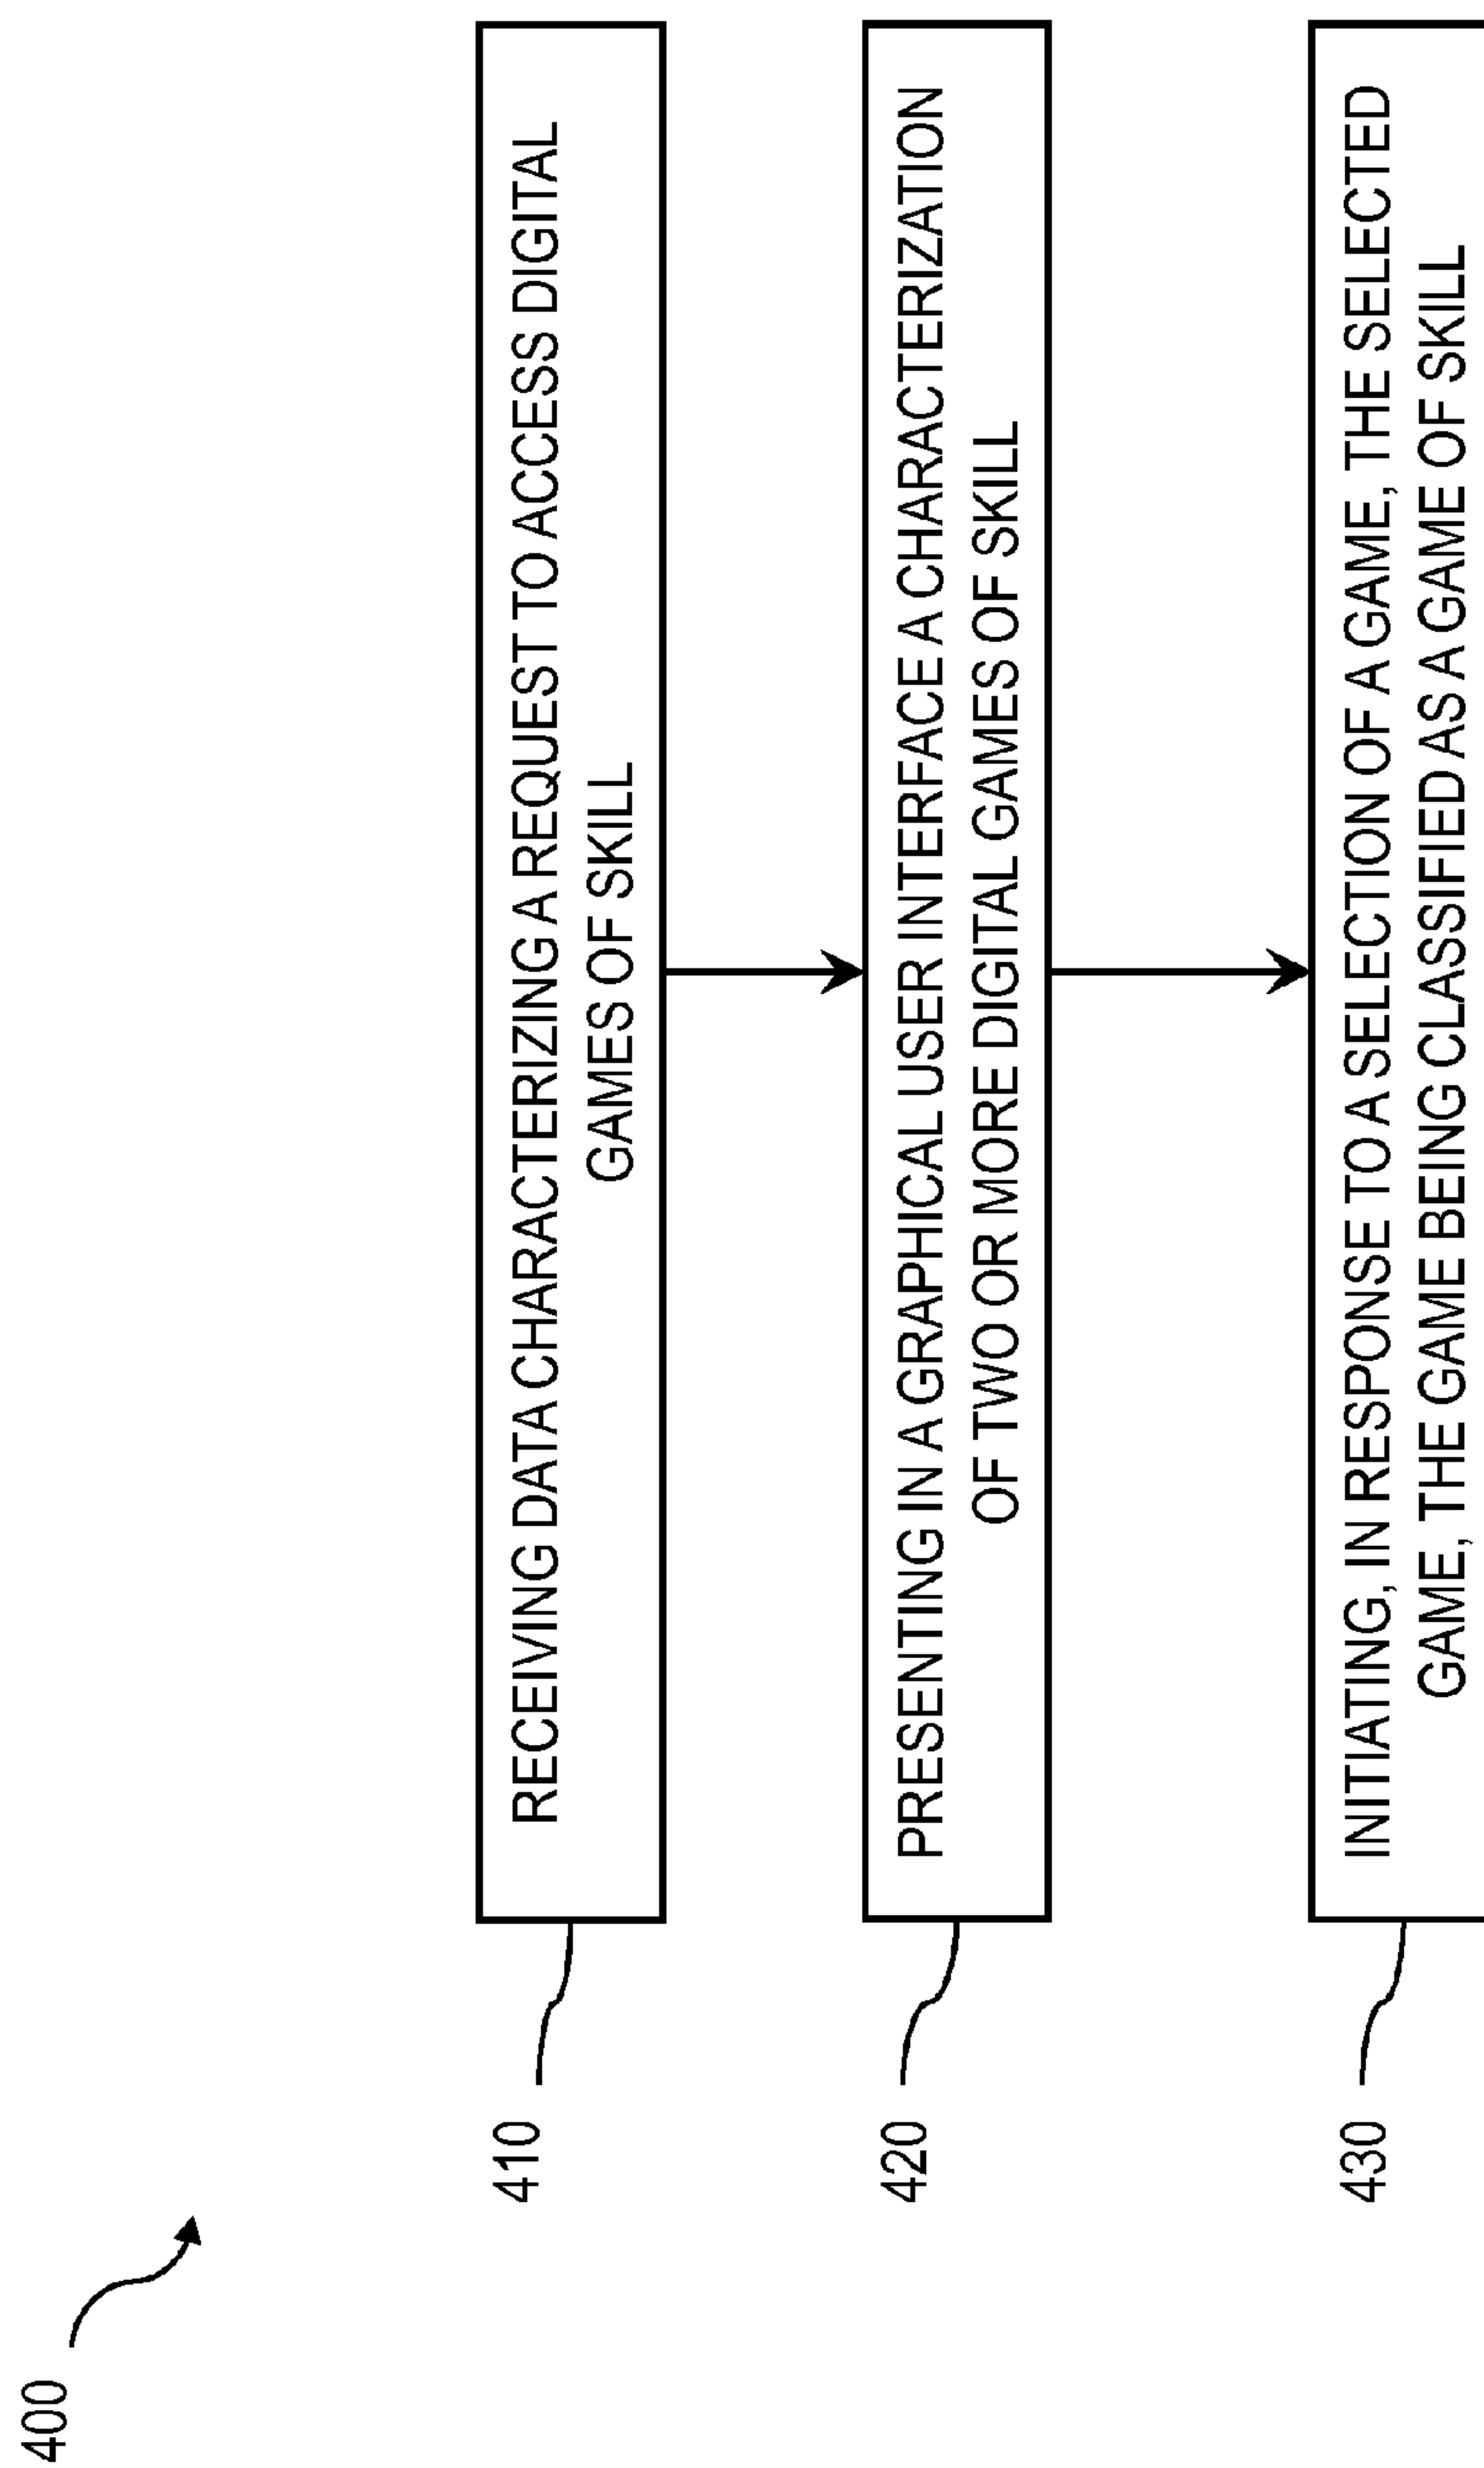 400
410
RECEIVING DATA CHARACTERIZING A REQUEST TO ACCESS DIGITAL
GAMES OF SKILL
420
PRESENTING IN A GRAPHICAL USER INTERFACE A CHARACTERIZATION
OF TWO OR MORE DIGITAL GAMES OF SKILL
430
INITIATING, IN RESPONSE TO A SELECTION OF A GAME, THE SELECTED
GAME, THE GAME BEING CLASSIFIED AS A GAME OF SKILL